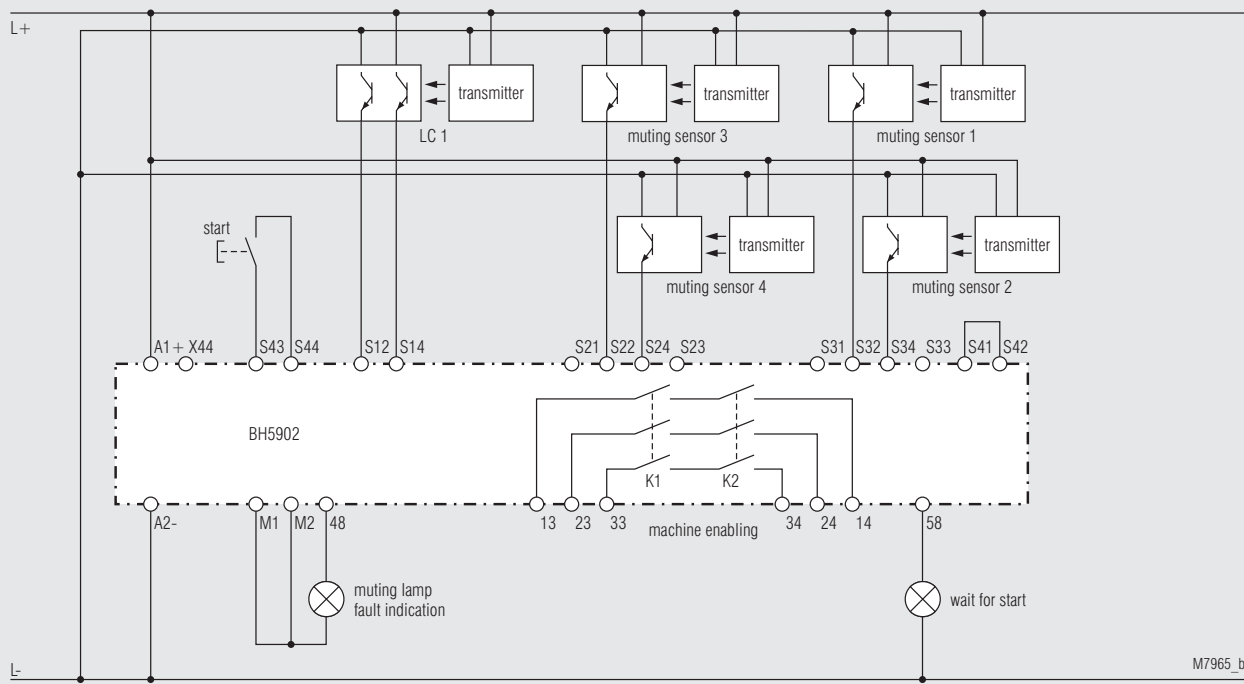 L+
transmitter
transmitter
transmitter
LC 1
muting sensor 3
muting sensor 1
start
transmitter
transmitter
muting sensor 4
muting sensor 2
A1+ X44 S43 S44 S12 S14 S21 S22 S24 S23 S31 S32 S34 S33 S41 S42
BH5902
K1 K2
A2- M1 M2 48 13 23 33 34 24 14 58
machine enabling
muting lamp
fault indication
wait for start
L-
M7965_b